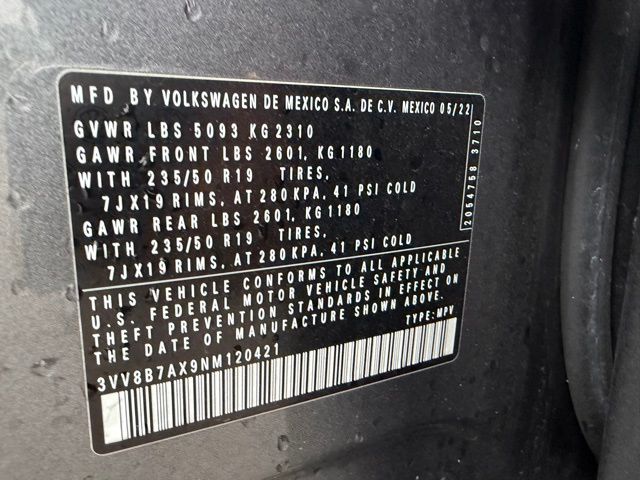 MFD BY VOLKSWAGEN DE MEXICO S.A. DE C.V. MEXICO 05/22
GVWR LBS 5093 KG 2310
GAWR FRONT LBS 2601, KG 1180
WITH 235/50 R19 TIRES,
7JX19 RIMS, AT 280 KPA, 41 PSI COLD
GAWR REAR LBS 2601, KG 1180
WITH 235/50 R19 TIRES,
7JX19 RIMS, AT 280 KPA, 41 PSI COLD
2054758 3710
THIS VEHICLE CONFORMS TO ALL APPLICABLE
U.S. FEDERAL MOTOR VEHICLE SAFETY AND
THEFT PREVENTION STANDARDS IN EFFECT ON
THE DATE OF MANUFACTURE SHOWN ABOVE.
TYPE: MPV
3VV8B7AX9NM120421